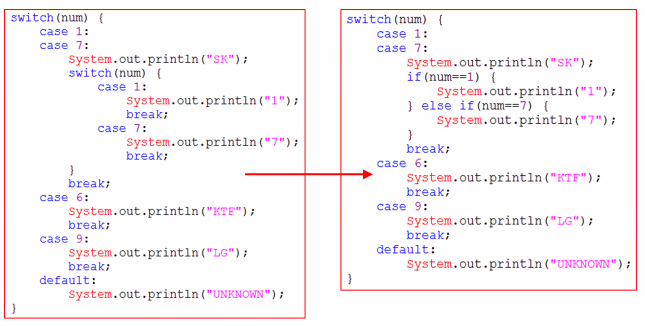 switch(num) {
    case 1:
    case 7:
        System.out.println("SK");
        switch(num) {
            case 1:
                System.out.println("1");
                break;
            case 7:
                System.out.println("7");
                break;
        }
        break;
    case 6:
        System.out.println("KTF");
        break;
    case 9:
        System.out.println("LG");
        break;
    default:
        System.out.println("UNKNOWN");
}
switch(num) {
    case 1:
    case 7:
        System.out.println("SK");
        if(num==1) {
            System.out.println("1");
        } else if(num==7) {
            System.out.println("7");
        }
        break;
    case 6:
        System.out.println("KTF");
        break;
    case 9:
        System.out.println("LG");
        break;
    default:
        System.out.println("UNKNOWN");
}